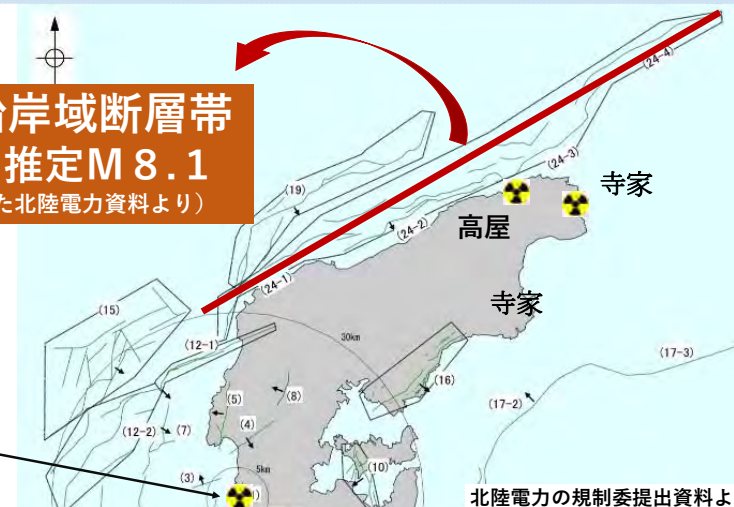 沿岸域断層帯
推定M８.１
た北陸電力資料より）
(24-4)
(19)
(24-3)
寺家
高屋
(24-2)
(24-1)
寺家
(15)
(12-1)
30km
(17-3)
(16)
(5)
(8)
(17-2)
(12-2)
(7)
(4)
(3)
5km
(10)
北陸電力の規制委提出資料よ